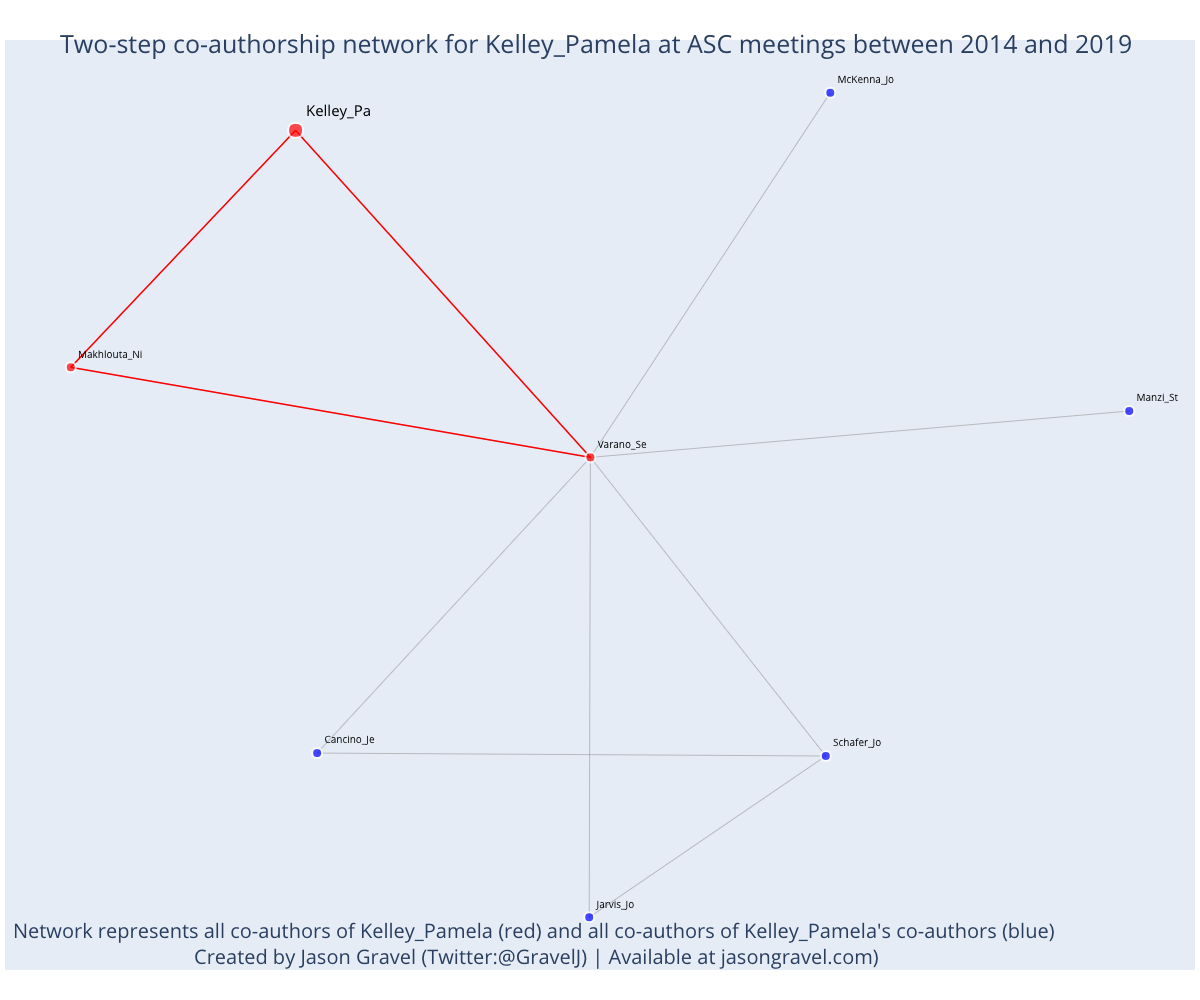 Two-step co-authorship network for Kelley_Pamela at ASC meetings between 2014 and 2019
McKenna_Jo
Kelley_Pa
Makhlouta_Ni
Manzi_St
Varano_Se
Cancino_Je
Schafer_Jo
Jarvis_Jo
Network represents all co-authors of Kelley_Pamela (red) and all co-authors of Kelley_Pamela's co-authors (blue)
Created by Jason Gravel (Twitter:@GravelJ) | Available at jasongravel.com)